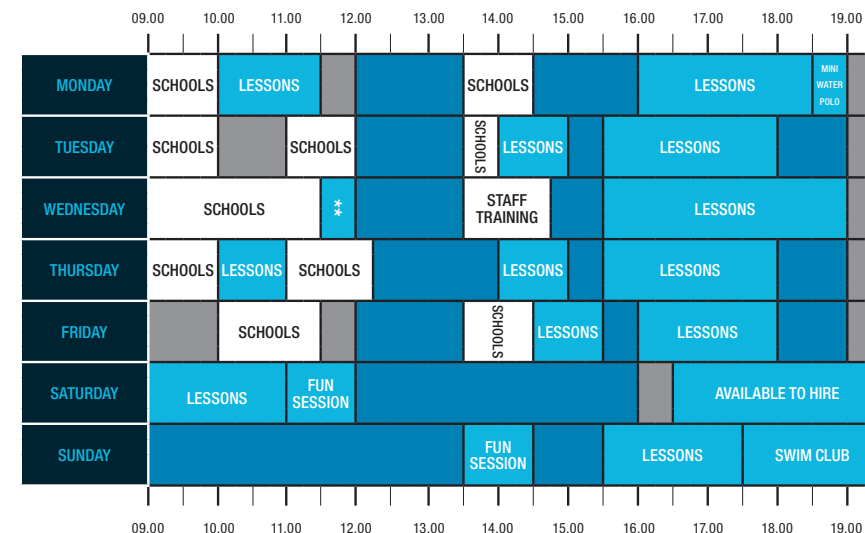 09.00 10.00 11.00 12.00 13.00 14.00 15.00 16.00 17.00 18.00 19.00
MONDAY SCHOOLS LESSONS SCHOOLS LESSONS MINI
WATER
POLO
TUESDAY SCHOOLS SCHOOLS SCHOOLS LESSONS LESSONS
WEDNESDAY SCHOOLS ** STAFF
TRAINING LESSONS
THURSDAY SCHOOLS LESSONS SCHOOLS LESSONS LESSONS
FRIDAY SCHOOLS SCHOOLS LESSONS LESSONS
SATURDAY LESSONS FUN
SESSION AVAILABLE TO HIRE
SUNDAY FUN
SESSION LESSONS SWIM CLUB
09.00 10.00 11.00 12.00 13.00 14.00 15.00 16.00 17.00 18.00 19.00